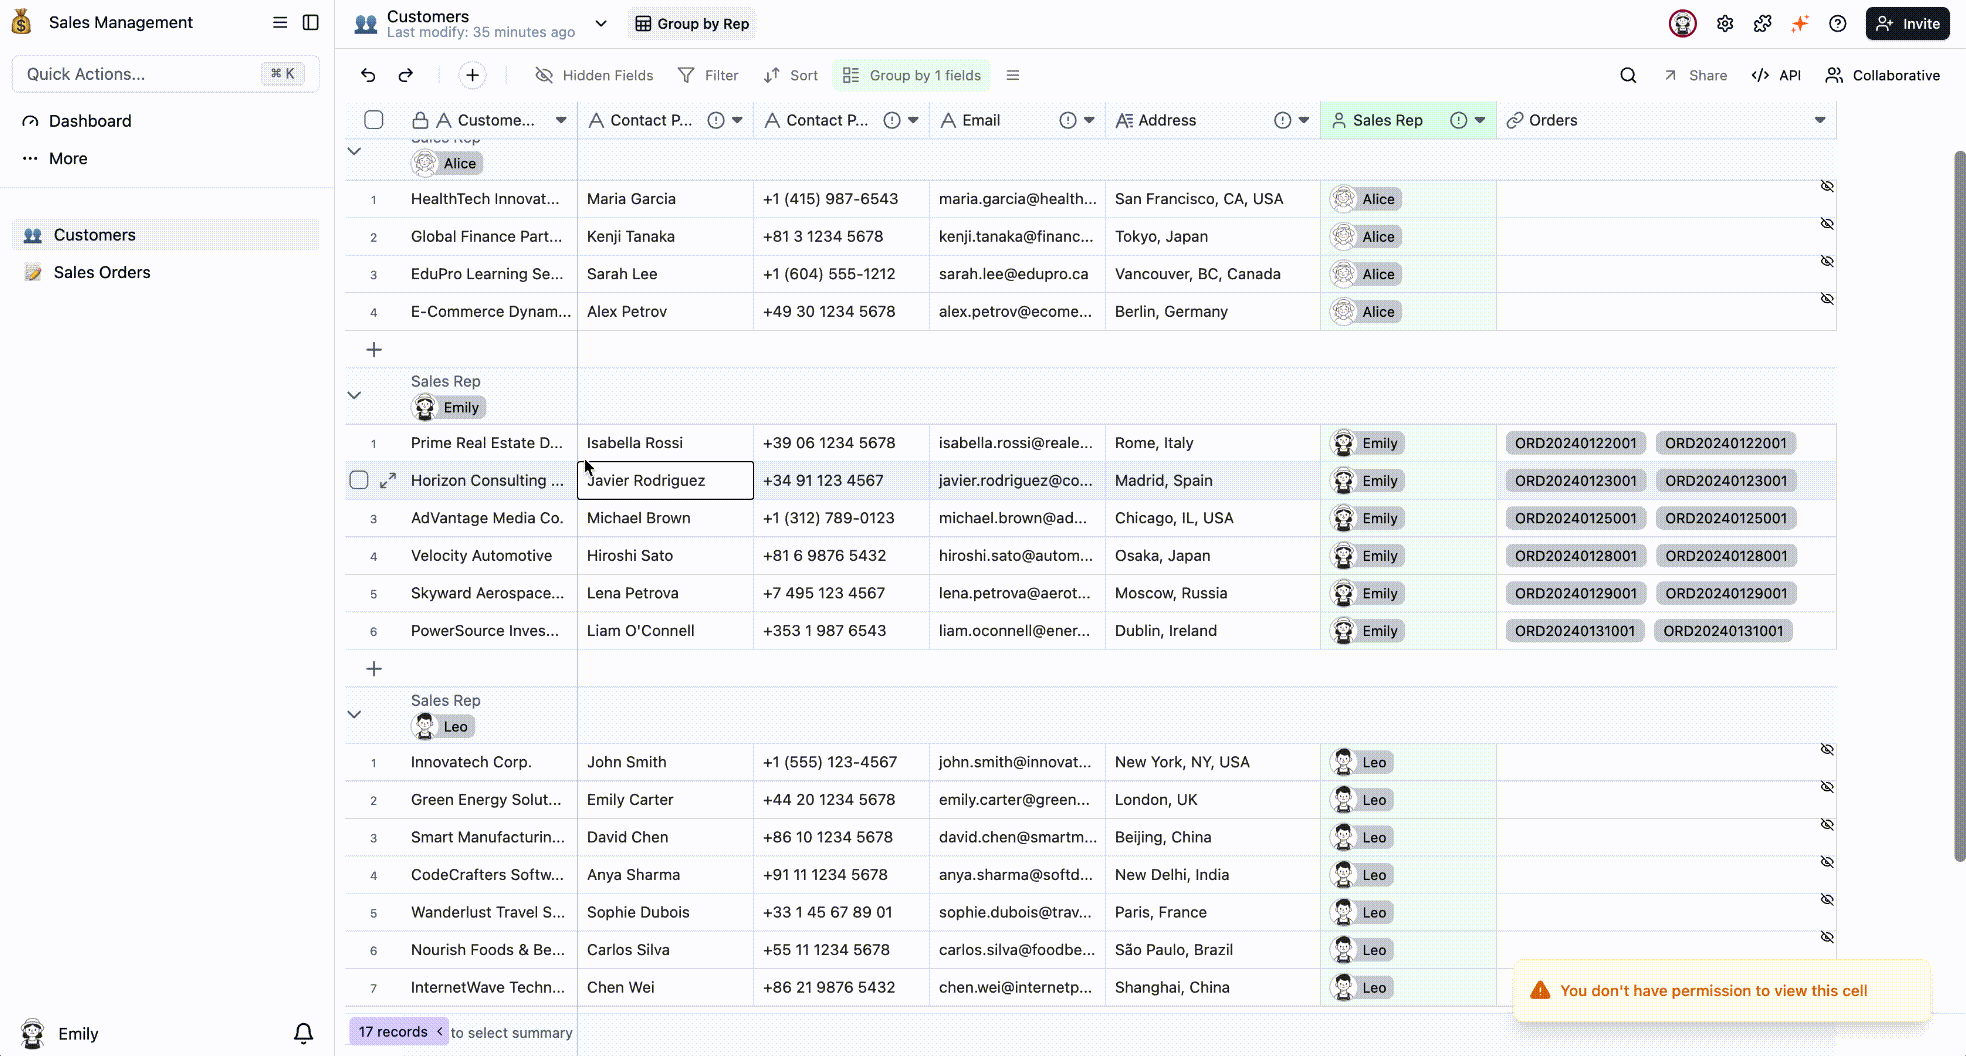 Sales Management
Quick Actions...
⌘ K
Dashboard
More
Customers
Sales Orders
Emily
Customers
Last modify: 35 minutes ago
Group by Rep
Invite
Hidden Fields
Filter
Sort
Group by 1 fields
Share
API
Collaborative
Custome...
Contact P...
Contact P...
Email
Address
Sales Rep
Orders
Sales Rep
Alice
1 HealthTech Innovat... Maria Garcia +1 (415) 987-6543 maria.garcia@health... San Francisco, CA, USA Alice
2 Global Finance Part... Kenji Tanaka +81 3 1234 5678 kenji.tanaka@financ... Tokyo, Japan Alice
3 EduPro Learning Se... Sarah Lee +1 (604) 555-1212 sarah.lee@edupro.ca Vancouver, BC, Canada Alice
4 E-Commerce Dynam... Alex Petrov +49 30 1234 5678 alex.petrov@ecome... Berlin, Germany Alice
Sales Rep
Emily
1 Prime Real Estate D... Isabella Rossi +39 06 1234 5678 isabella.rossi@reale... Rome, Italy Emily ORD20240122001 ORD20240122001
Horizon Consulting ... Javier Rodriguez +34 91 123 4567 javier.rodriguez@co... Madrid, Spain Emily ORD20240123001 ORD20240123001
3 AdVantage Media Co. Michael Brown +1 (312) 789-0123 michael.brown@ad... Chicago, IL, USA Emily ORD20240125001 ORD20240125001
4 Velocity Automotive Hiroshi Sato +81 6 9876 5432 hiroshi.sato@autom... Osaka, Japan Emily ORD20240128001 ORD20240128001
5 Skyward Aerospace... Lena Petrova +7 495 123 4567 lena.petrova@aerot... Moscow, Russia Emily ORD20240129001 ORD20240129001
6 PowerSource Inves... Liam O'Connell +353 1 987 6543 liam.oconnell@ener... Dublin, Ireland Emily ORD20240131001 ORD20240131001
Sales Rep
Leo
1 Innovatech Corp. John Smith +1 (555) 123-4567 john.smith@innovat... New York, NY, USA Leo
2 Green Energy Solut... Emily Carter +44 20 1234 5678 emily.carter@green... London, UK Leo
3 Smart Manufacturin... David Chen +86 10 1234 5678 david.chen@smartm... Beijing, China Leo
4 CodeCrafters Softw... Anya Sharma +91 11 1234 5678 anya.sharma@softd... New Delhi, India Leo
5 Wanderlust Travel S... Sophie Dubois +33 1 45 67 89 01 sophie.dubois@trav... Paris, France Leo
6 Nourish Foods & Be... Carlos Silva +55 11 1234 5678 carlos.silva@foodbe... São Paulo, Brazil Leo
7 InternetWave Techn... Chen Wei +86 21 9876 5432 chen.wei@internetp... Shanghai, China Leo
You don't have permission to view this cell
17 records
to select summary